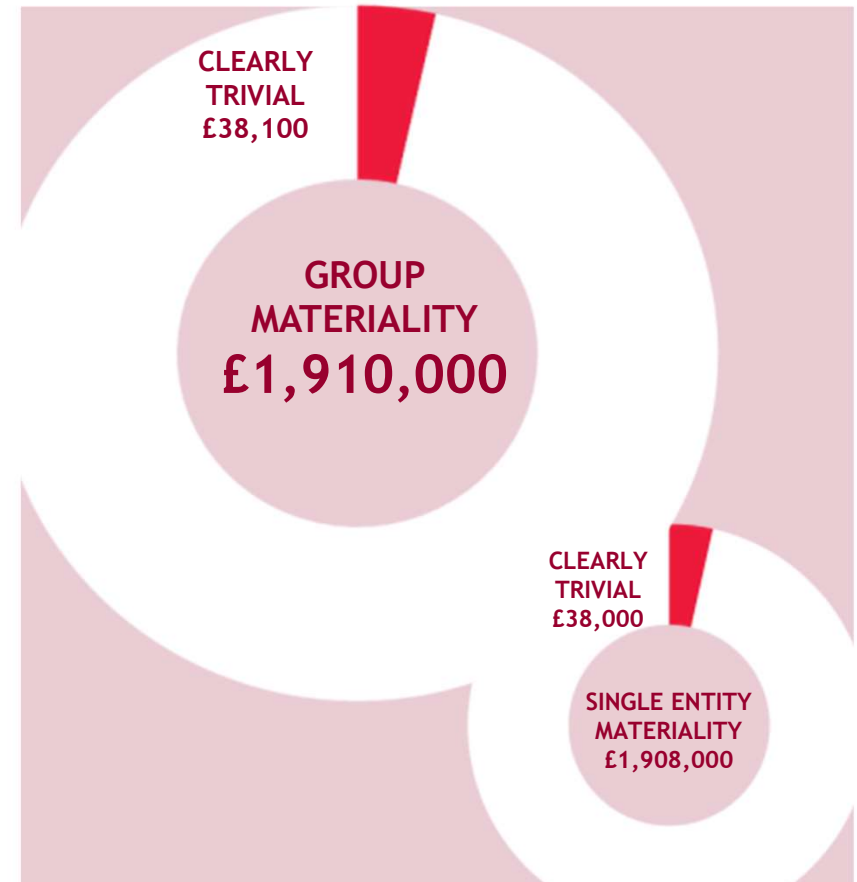 CLEARLY
TRIVIAL
£38,100
GROUP
MATERIALITY
£1,910,000
CLEARLY
TRIVIAL
£38,000
SINGLE ENTITY
MATERIALITY
£1,908,000